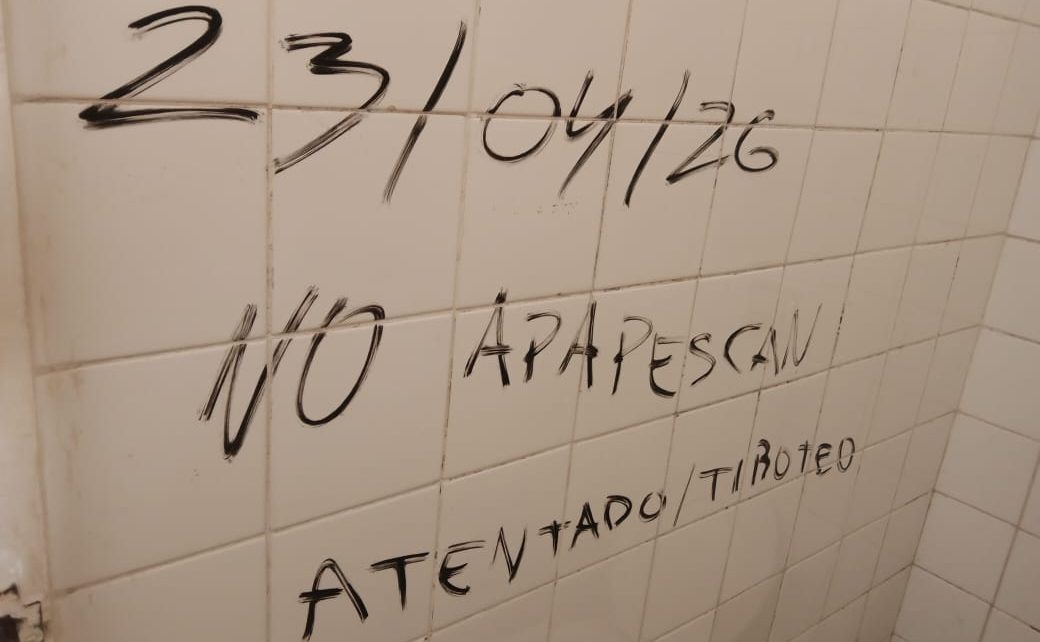 23/04/26
NO APAPESCAN
ATENTADO/TIROTEO